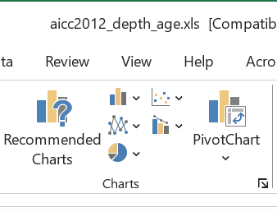 aicc2012_depth_age.xls [Compatib
ta Review View Help Acro
Recommended
Charts
PivotChart
Charts